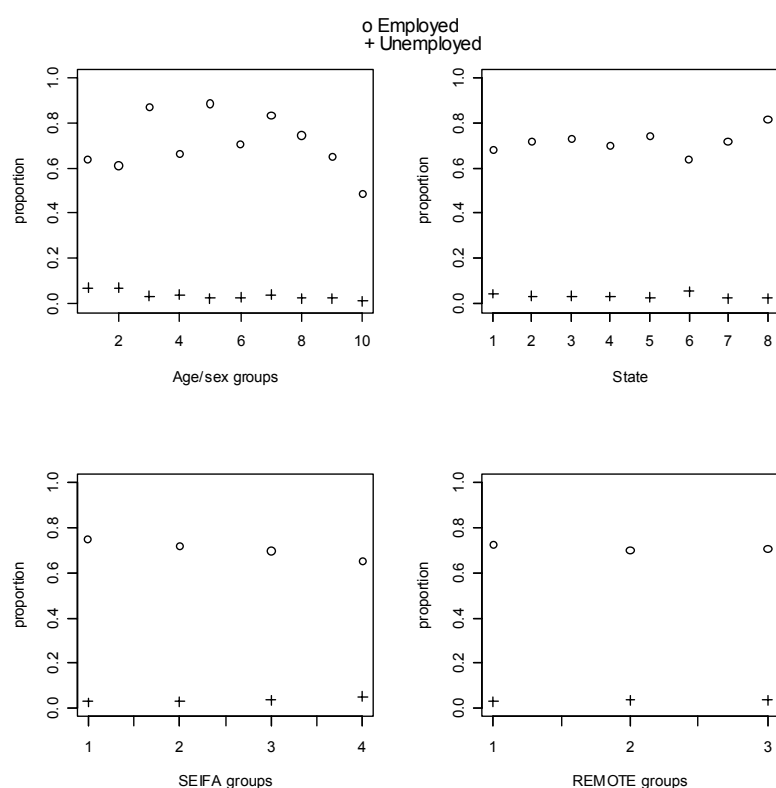 o Employed
+ Unemployed
proportion
0.0 0.2 0.4 0.6 0.8 1.0
2 4 6 8 10
Age/sex groups
proportion
0.0 0.2 0.4 0.6 0.8 1.0
1 2 3 4 5 6 7 8
State
proportion
0.0 0.2 0.4 0.6 0.8 1.0
1 2 3 4
SEIFA groups
proportion
0.0 0.2 0.4 0.6 0.8 1.0
1 2 3
REMOTE groups